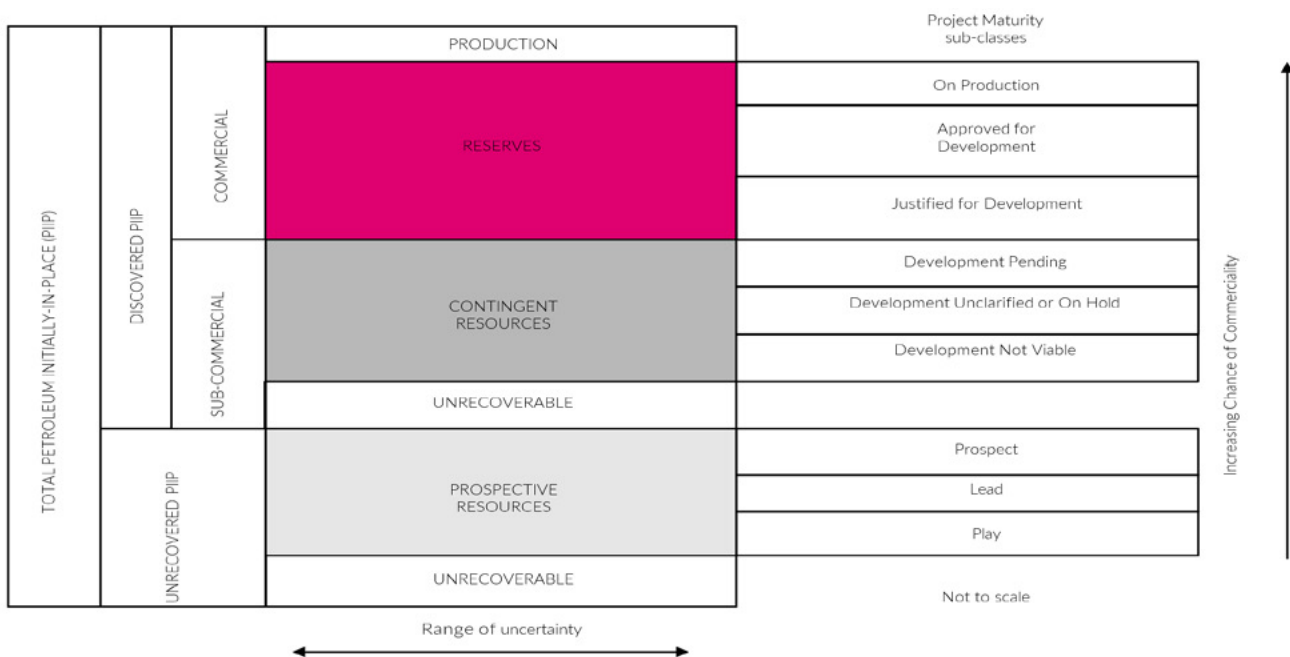 Project Maturity
sub-classes
PRODUCTION
On Production
RESERVES
Approved for
Development
Justified for Development
COMMERCIAL
Development Pending
CONTINGENT
RESOURCES
Development Unclarified or On Hold
Development Not Viable
SUB-COMMERCIAL
UNRECOVERABLE
DISCOVERED PIIP
TOTAL PETROLEUM INITIALLY-IN-PLACE (PIIP)
Prospect
PROSPECTIVE
RESOURCES
Lead
Play
UNRECOVERED PIIP
UNRECOVERABLE
Increasing Chance of Commerciality
Not to scale
Range of uncertainty